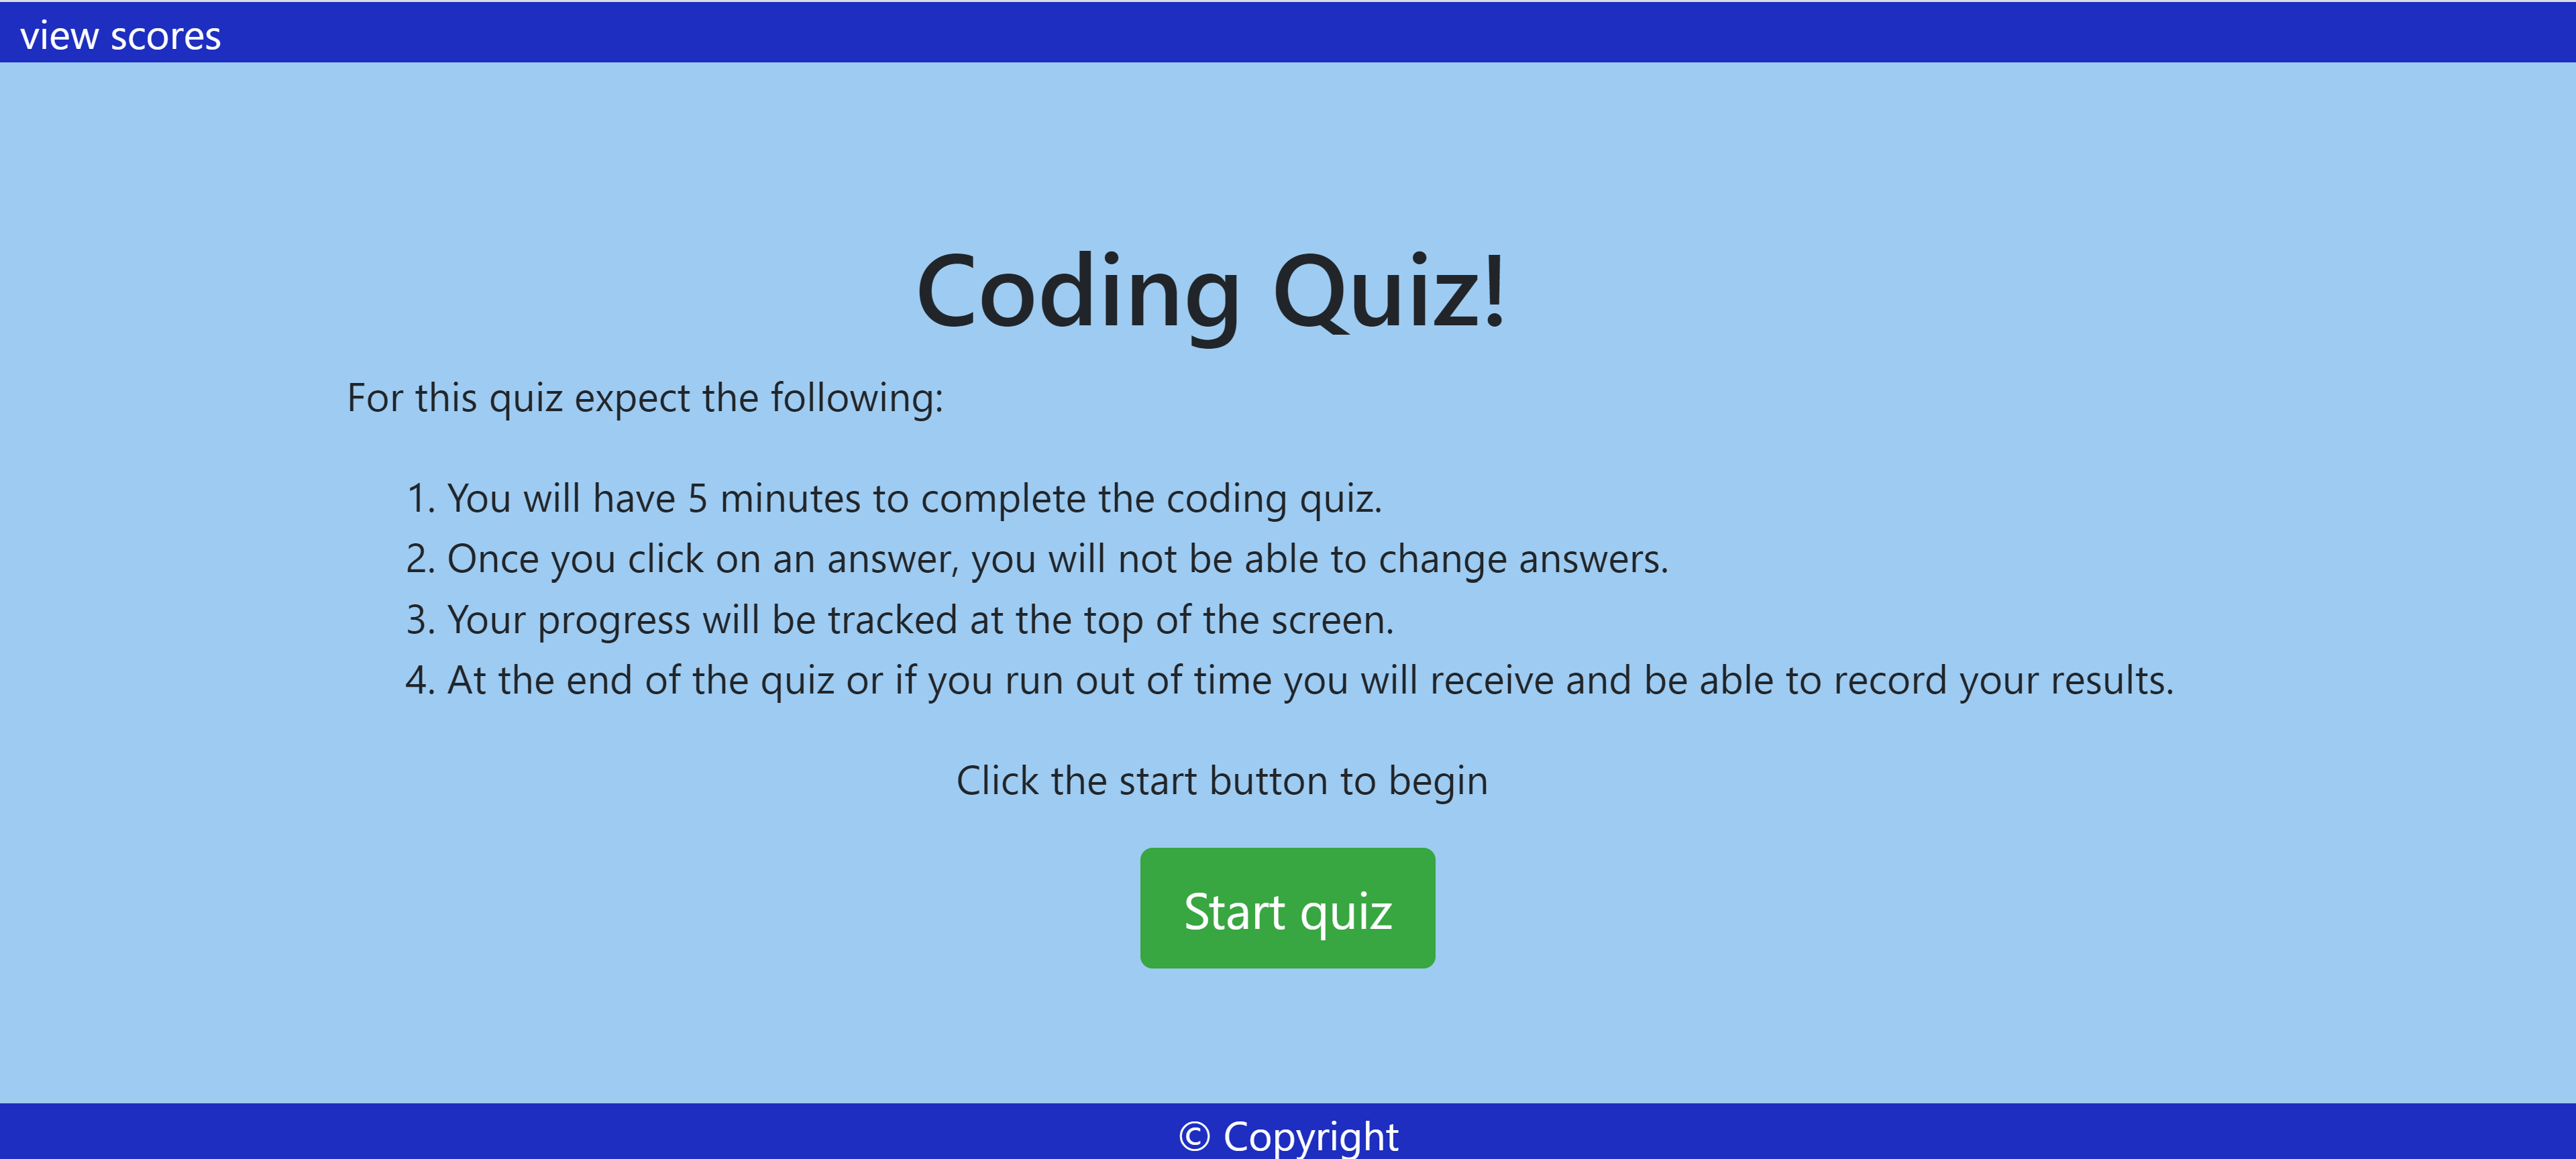 view scores
Coding Quiz!
For this quiz expect the following:
1. You will have 5 minutes to complete the coding quiz.
2. Once you click on an answer, you will not be able to change answers.
3. Your progress will be tracked at the top of the screen.
4. At the end of the quiz or if you run out of time you will receive and be able to record your results.
Click the start button to begin
Start quiz
© Copyright